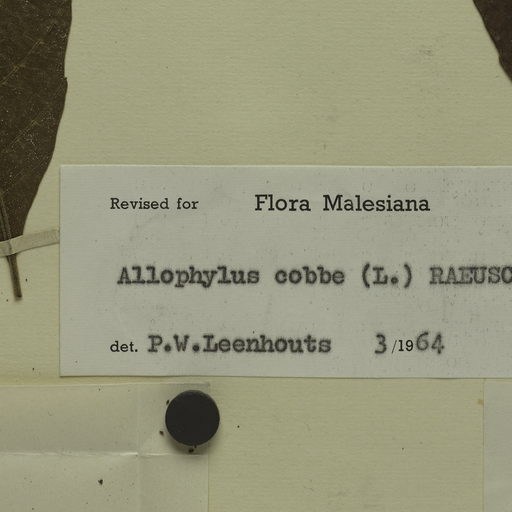 Revised for Flora Malesiana
Allophylus cobbe (L.) RAEUSC
det. P.W.Leenhouts 3/1964